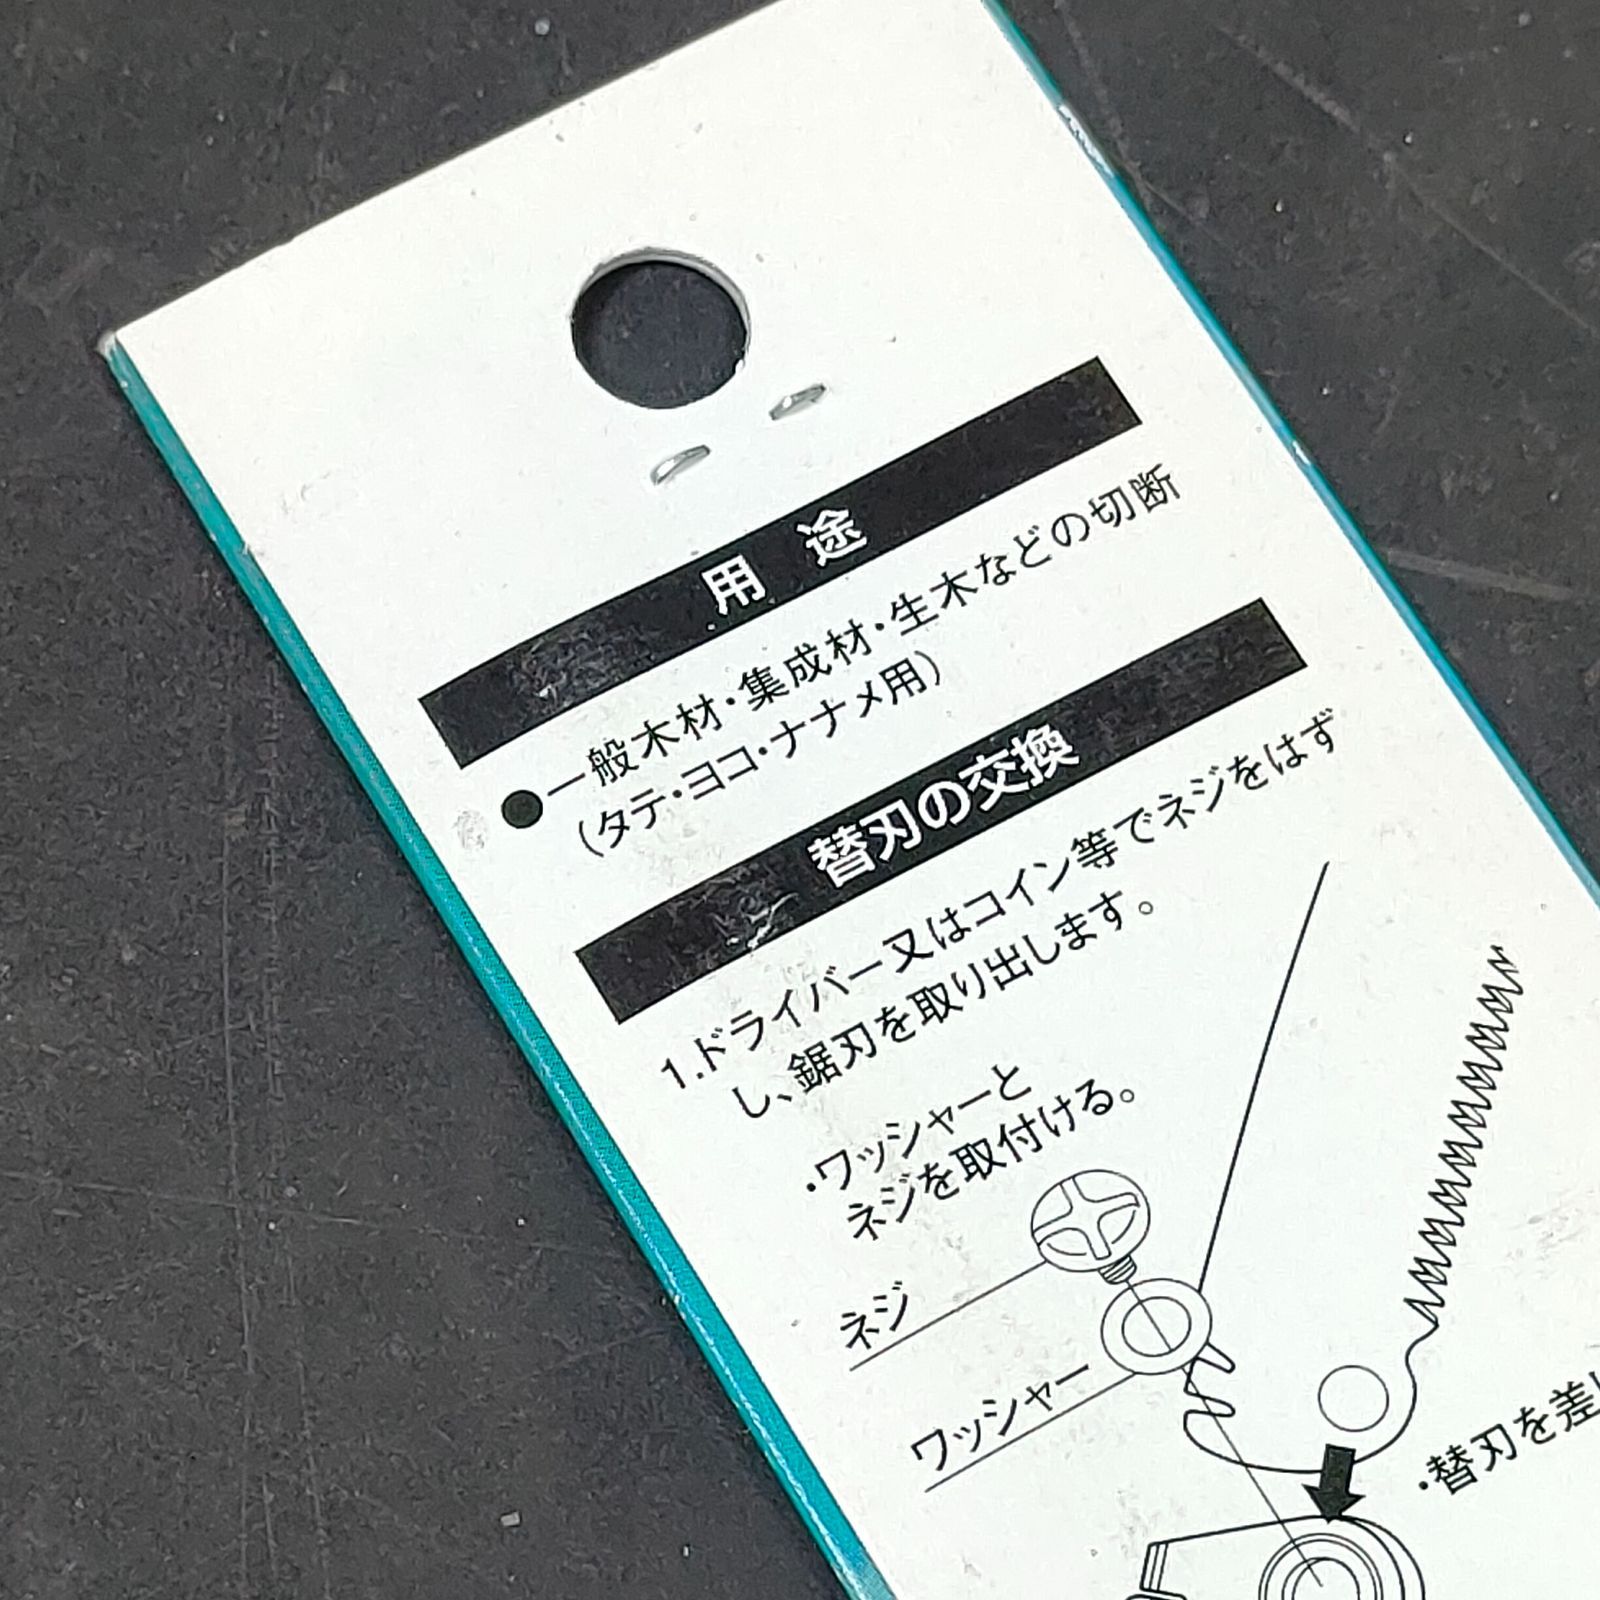 用途
●一般木材・集成材・生木などの切断
(タテ・ヨコ・ナナメ用)
替刃の交換
1.ドライバー又はコイン等でネジをはず
し、鋸刃を取り出します。
・ワッシャーと
ネジを取付ける。
ネジ
ワッシャー
・替刃を差し